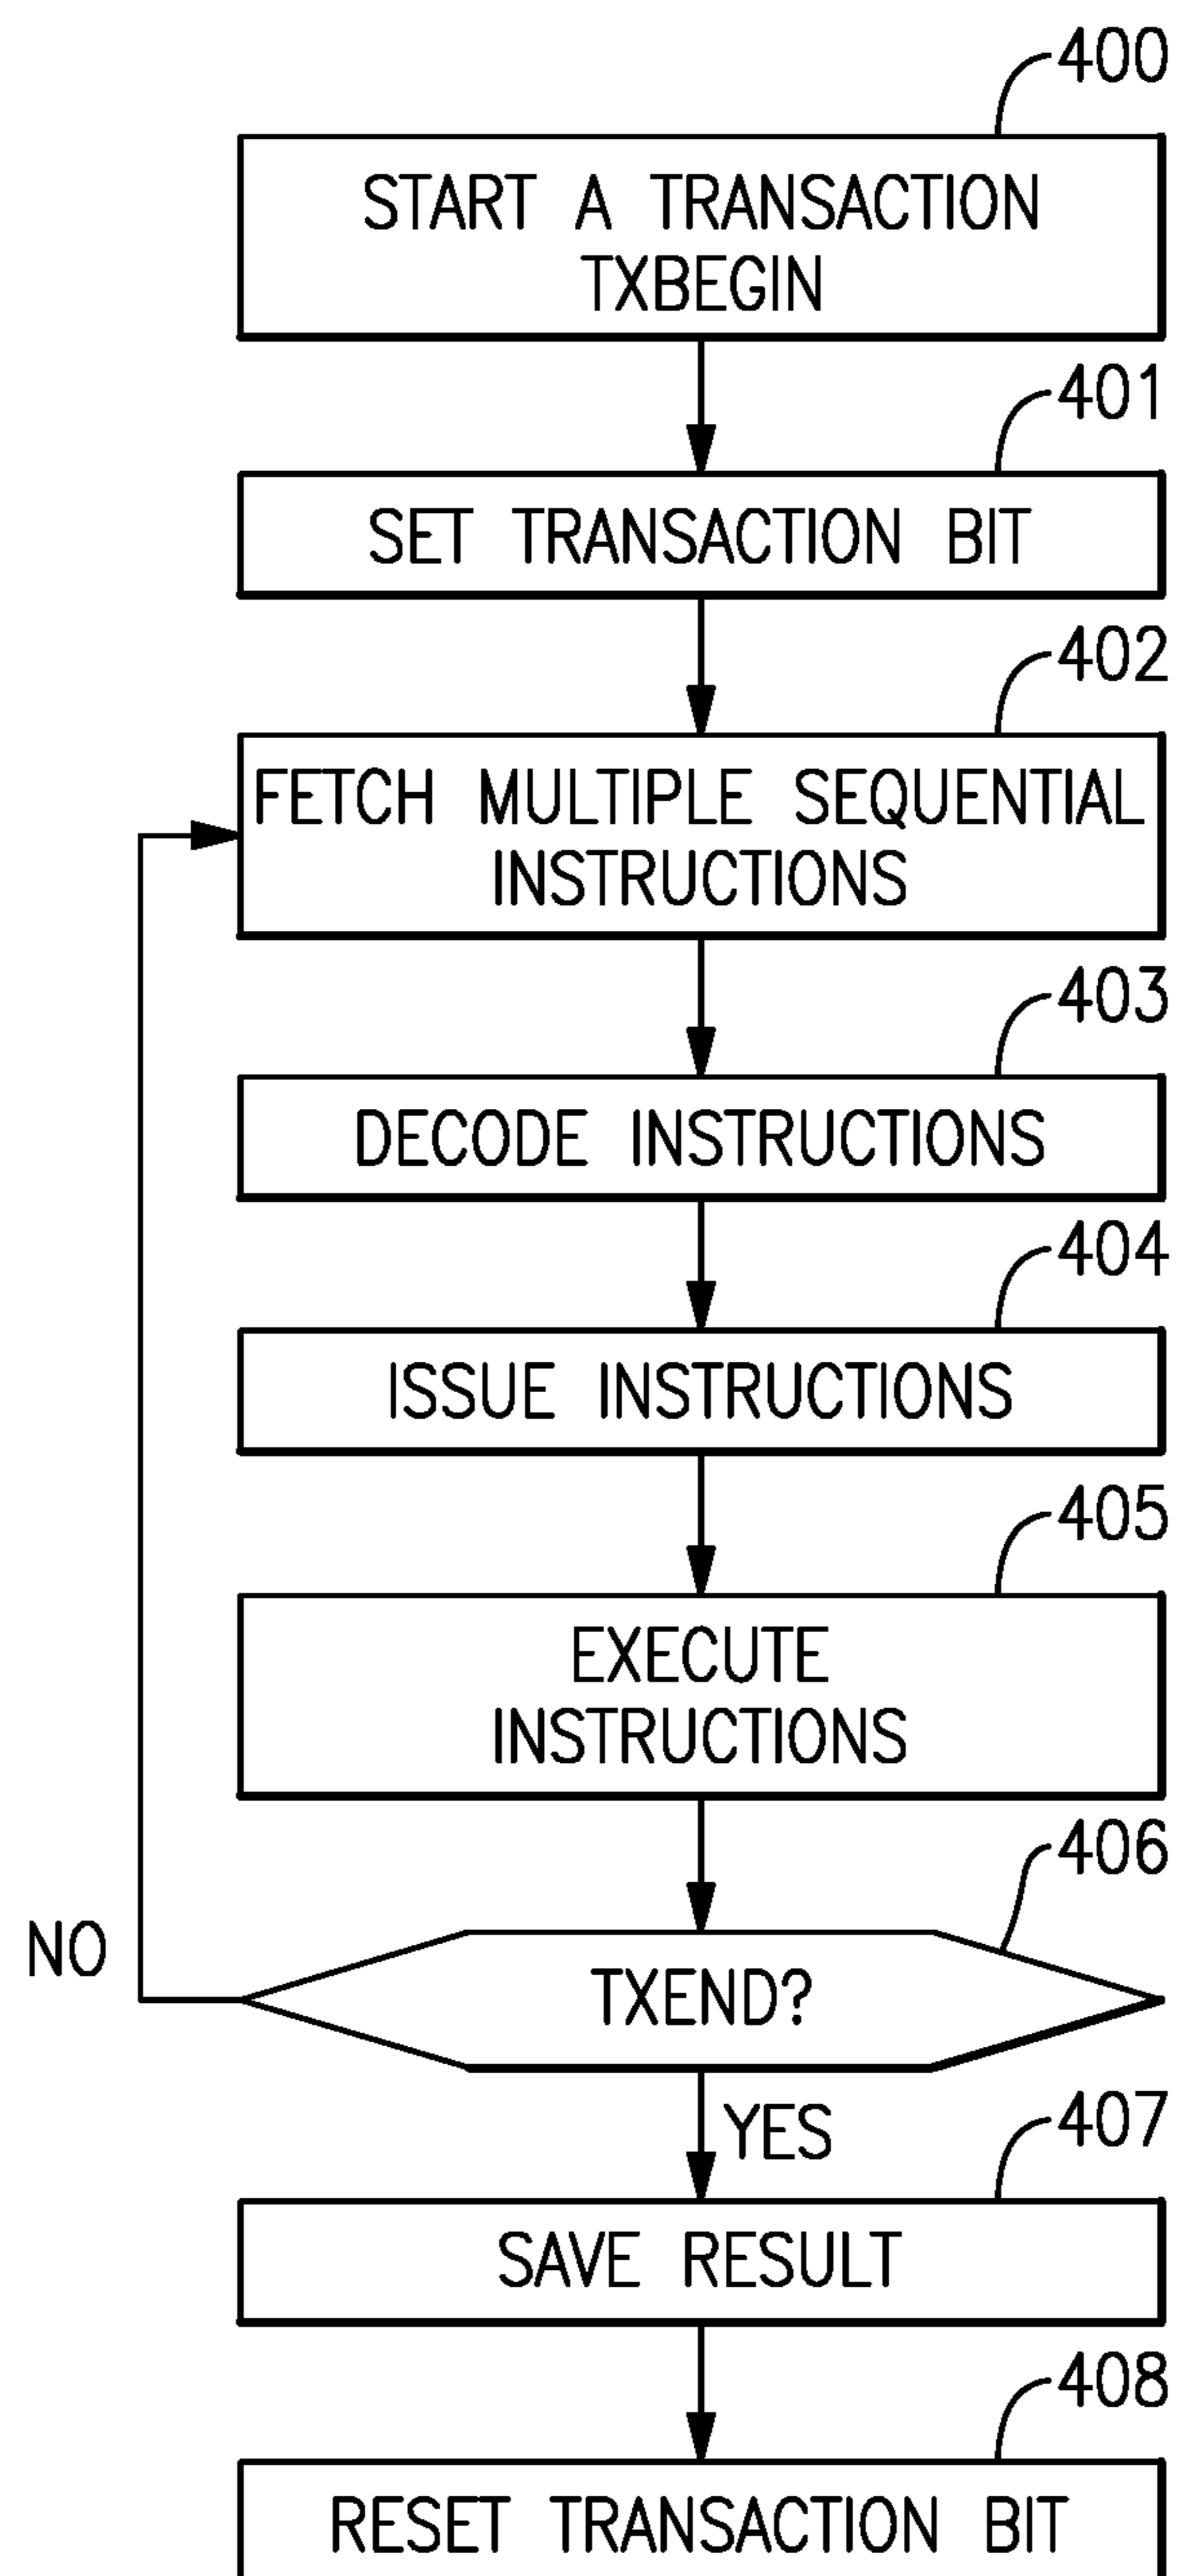 400
START A TRANSACTION
TXBEGIN
401
SET TRANSACTION BIT
402
FETCH MULTIPLE SEQUENTIAL
INSTRUCTIONS
403
DECODE INSTRUCTIONS
404
ISSUE INSTRUCTIONS
405
EXECUTE
INSTRUCTIONS
406
NO
TXEND?
YES
407
SAVE RESULT
408
RESET TRANSACTION BIT